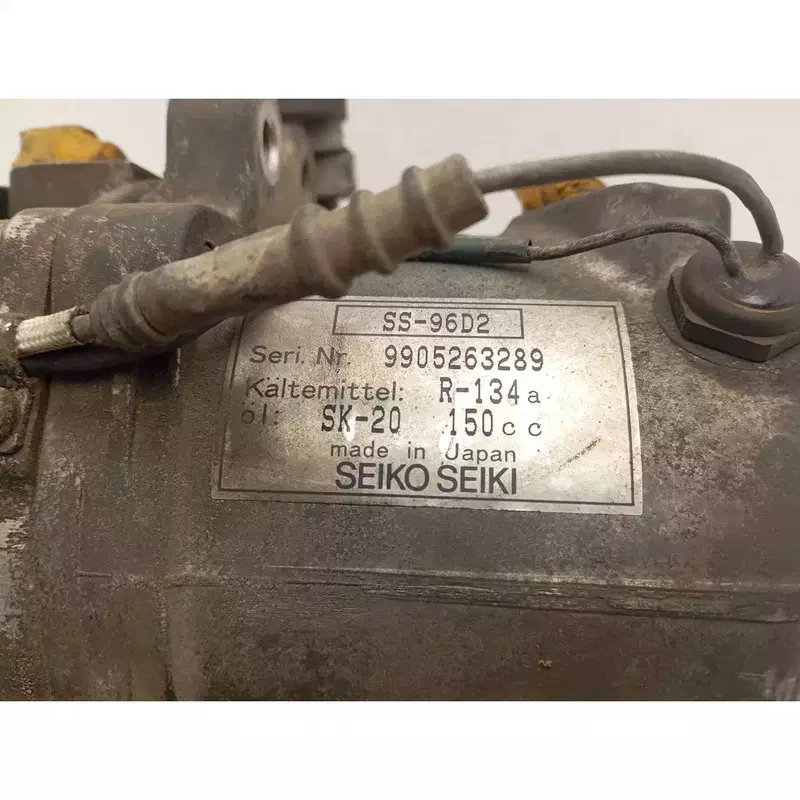 SS-96D2
Seri. Nr. 9905263289
Kältemittel: R-134a
öl: SK-20 150cc
made in Japan
SEIKO SEIKI